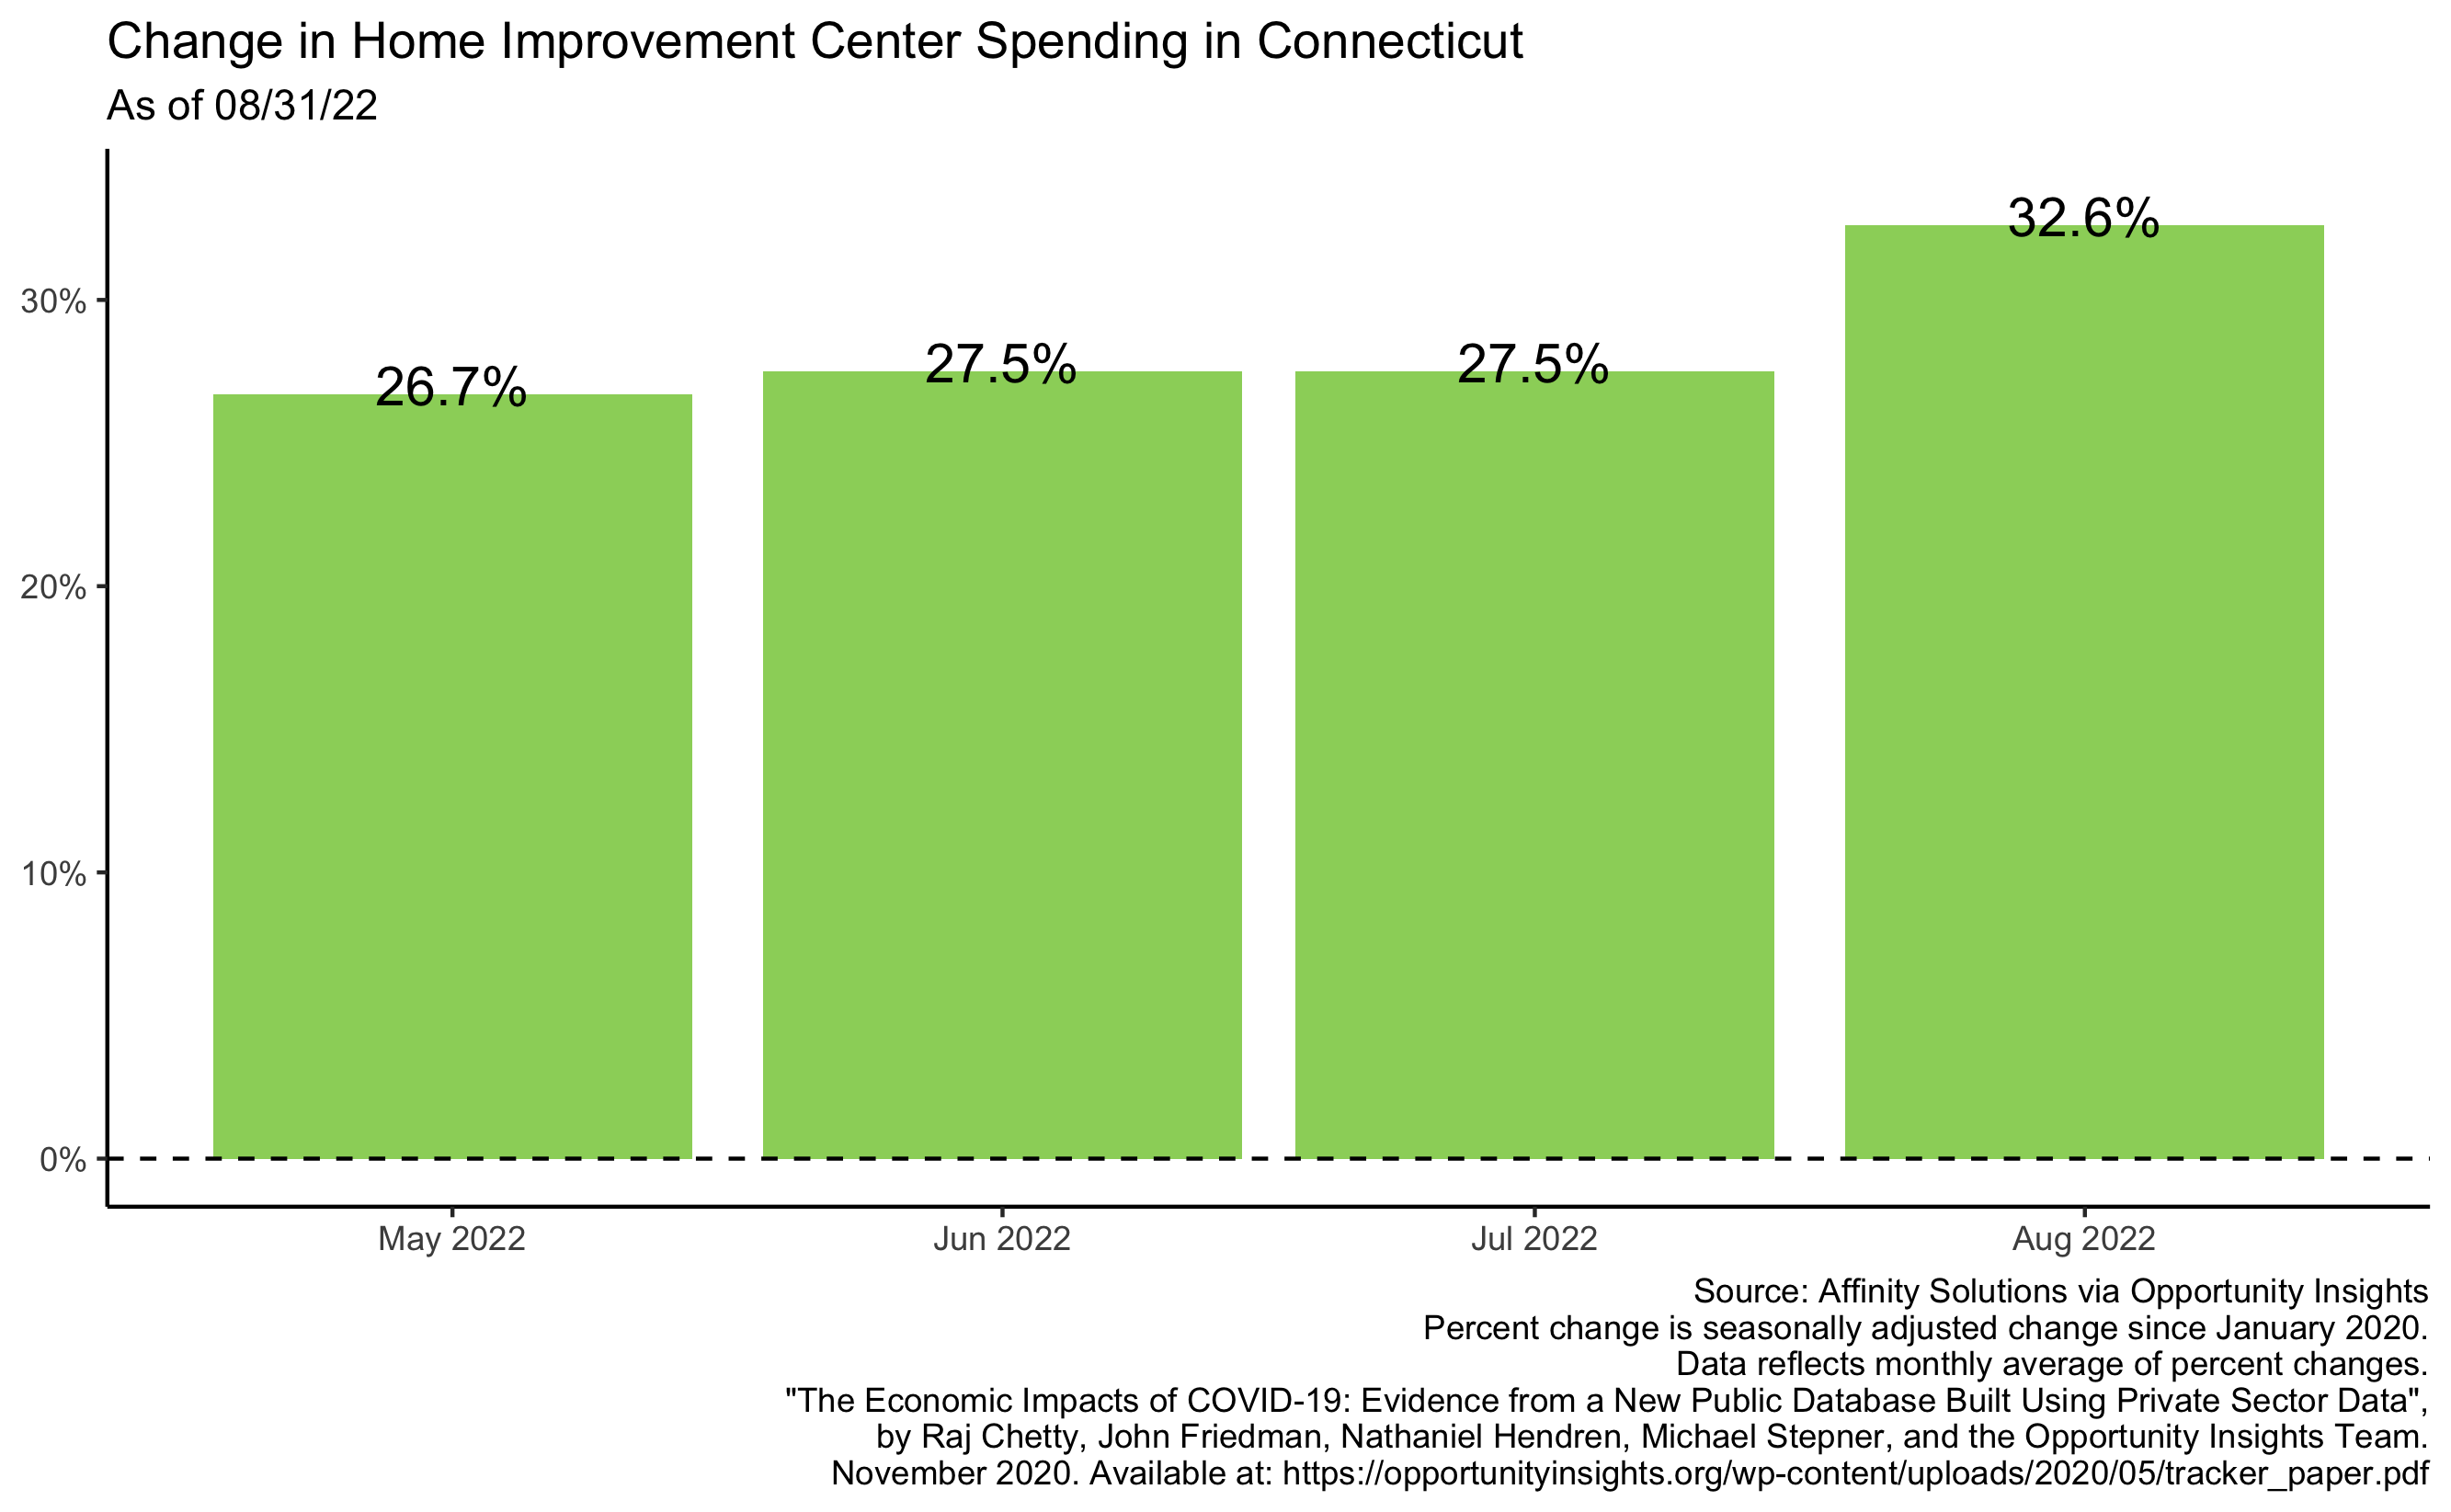 Change in Home Improvement Center Spending in Connecticut
As of 08/31/22
32.6%
30%
27.5%
27.5%
26.7%
20%
10%
0%
May 2022
Jun 2022
Jul 2022
Aug 2022
Source: Affinity Solutions via Opportunity Insights
Percent change is seasonally adjusted change since January 2020.
Data reflects monthly average of percent changes.
"The Economic Impacts of COVID-19: Evidence from a New Public Database Built Using Private Sector Data",
by Raj Chetty, John Friedman, Nathaniel Hendren, Michael Stepner, and the Opportunity Insights Team.
November 2020. Available at: https://opportunityinsights.org/wp-content/uploads/2020/05/tracker_paper.pdf